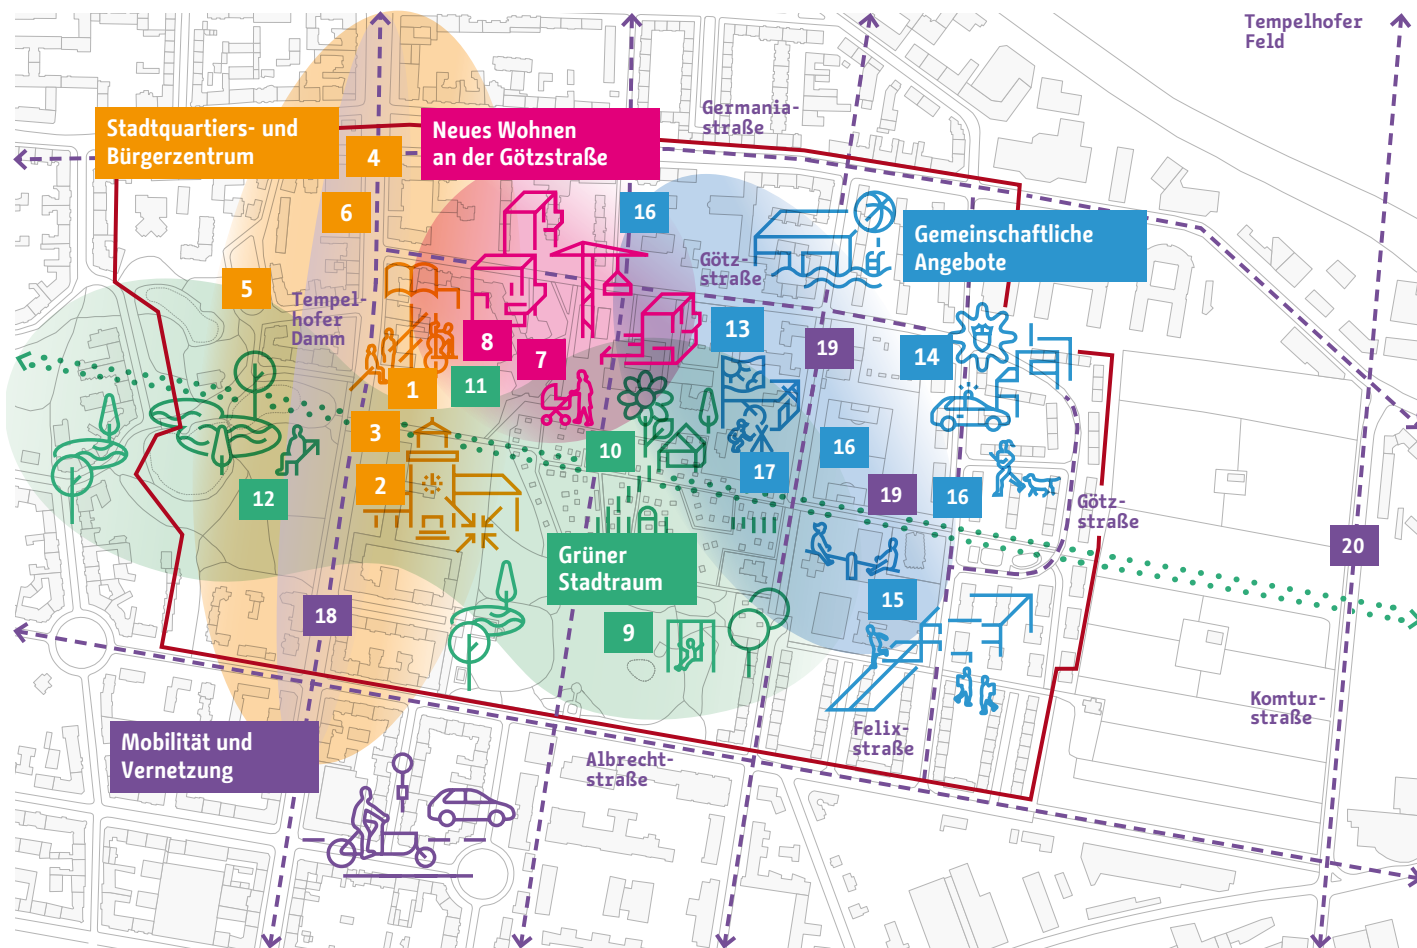 Tempelhofer
Feld
Germania-
straße
Stadtquartiers- und
Bürgerzentrum
4
Neues Wohnen
an der Götzstraße
6
16
Gemeinschaftliche
Angebote
5
Tempel-
hofer
Damm
Götz-
straße
8
7
13
19
14
1
11
3
10
16
2
12
17
19
16
Götz-
straße
20
Grüner
Stadtraum
18
9
15
Mobilität und
Vernetzung
Albrecht-
straße
Felix-
straße
Komtur-
straße